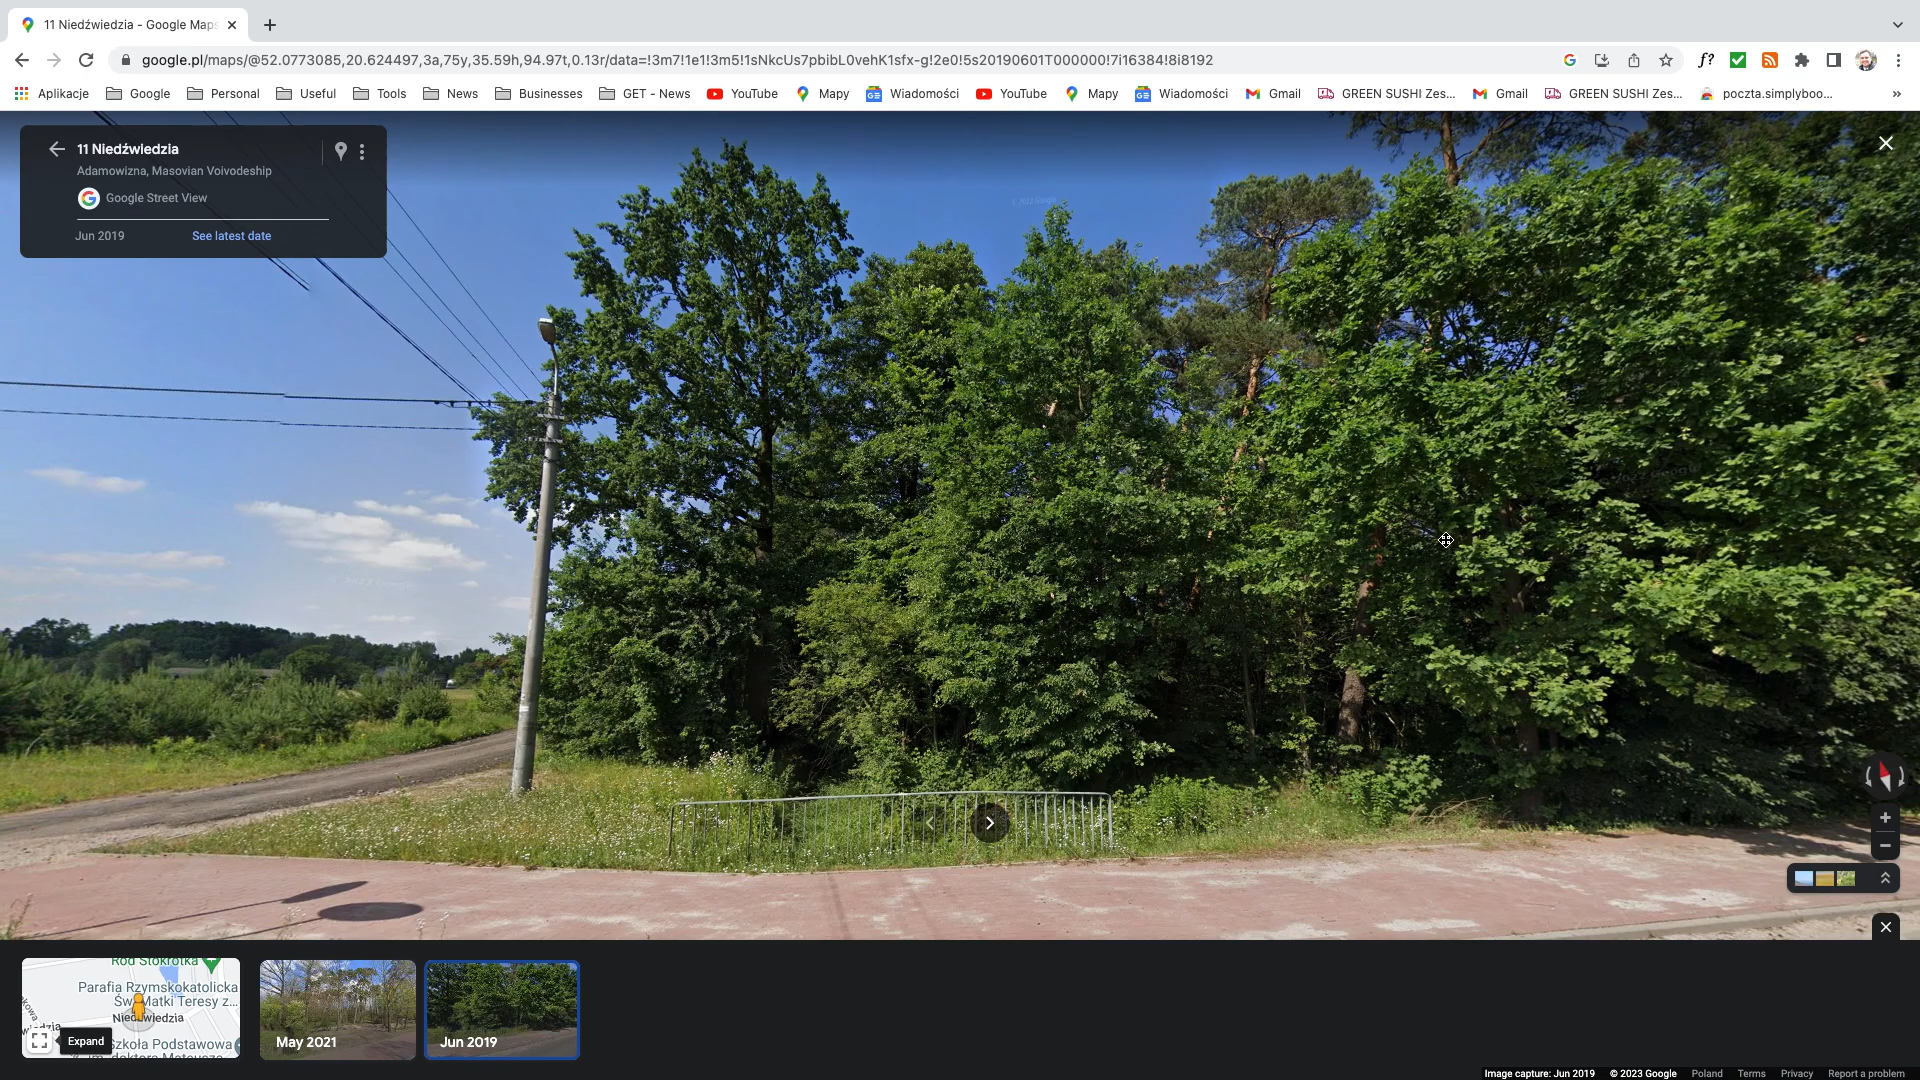 11 Niedźwiedzia - Google Maps
google.pl/maps/@52.0773085,20.624497,3a,75y,35.59h,94.97t,0.13r/data=!3m7!1e1!3m5!1sNkcUs7pbibL0vehK1sfx-g!2e0!5s20190601T000000!7i16384!8i8192
f?
Aplikacje Google Personal Useful Tools News Businesses GET - News YouTube Mapy Wiadomości YouTube Mapy Wiadomości Gmail GREEN SUSHI Zes... Gmail GREEN SUSHI Zes... poczta.simplyboo... »
11 Niedźwiedzia
Adamowizna, Masovian Voivodeship
Google Street View
Jun 2019 See latest date
Rod Stokrotka
Parafia Rzymskokatolicka
Św. Matki Teresy z...
Niedźwiedzia
Szkoła Podstawowa
Expand
May 2021
Jun 2019
Image capture: Jun 2019 © 2023 Google Poland Terms Privacy Report a problem